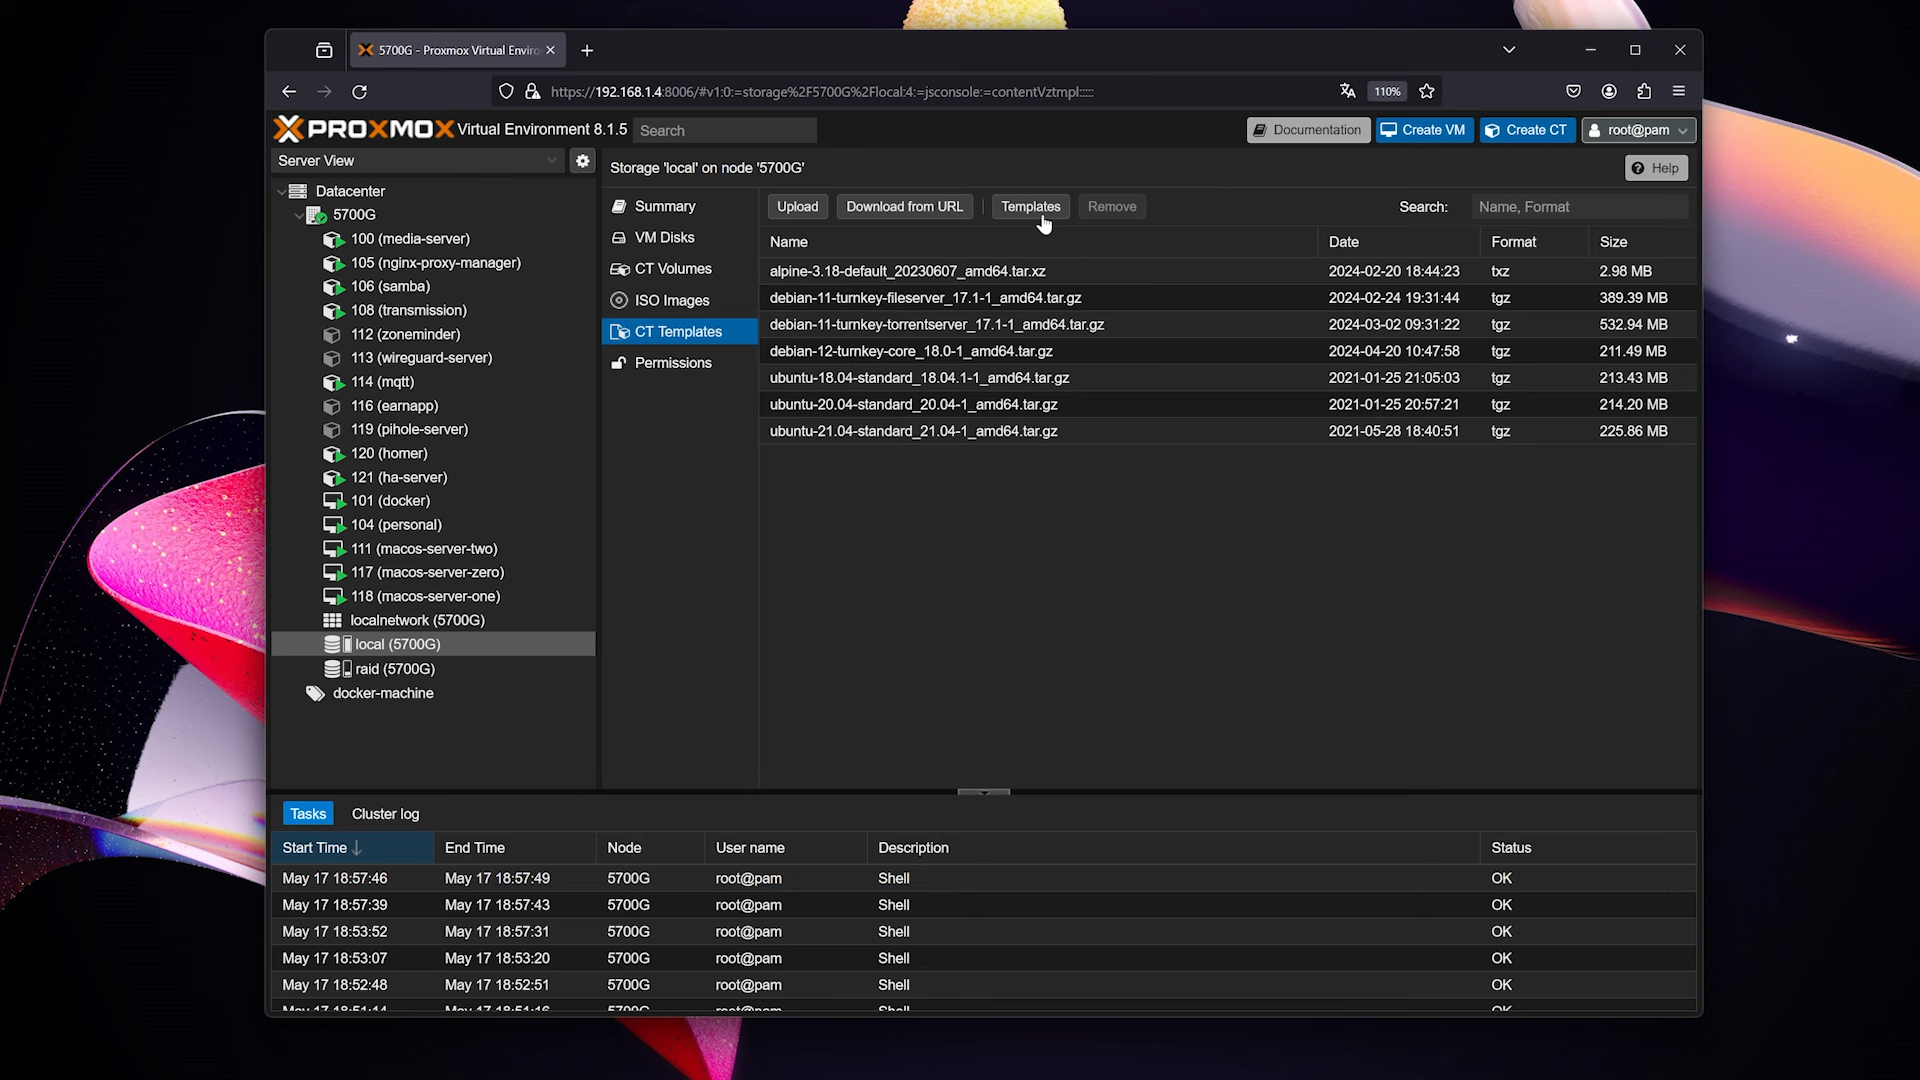 5700G - Proxmox Virtual Enviro
https://192.168.1.4:8006/#v1:0:=storage%2F5700G%2Flocal:4:=jsconsole:=contentVztmpl:::::
110%
PROXMOX Virtual Environment 8.1.5
Search
Documentation
Create VM
Create CT
root@pam
Server View
Storage 'local' on node '5700G'
Help
Datacenter
5700G
100 (media-server)
105 (nginx-proxy-manager)
106 (samba)
108 (transmission)
112 (zoneminder)
113 (wireguard-server)
114 (mqtt)
116 (earnapp)
119 (pihole-server)
120 (homer)
121 (ha-server)
101 (docker)
104 (personal)
111 (macos-server-two)
117 (macos-server-zero)
118 (macos-server-one)
localnetwork (5700G)
local (5700G)
raid (5700G)
docker-machine
Summary
VM Disks
CT Volumes
ISO Images
CT Templates
Permissions
Upload
Download from URL
Templates
Remove
Search:
Name, Format
Name Date Format Size
alpine-3.18-default_20230607_amd64.tar.xz 2024-02-20 18:44:23 txz 2.98 MB
debian-11-turnkey-fileserver_17.1-1_amd64.tar.gz 2024-02-24 19:31:44 tgz 389.39 MB
debian-11-turnkey-torrentserver_17.1-1_amd64.tar.gz 2024-03-02 09:31:22 tgz 532.94 MB
debian-12-turnkey-core_18.0-1_amd64.tar.gz 2024-04-20 10:47:58 tgz 211.49 MB
ubuntu-18.04-standard_18.04.1-1_amd64.tar.gz 2021-01-25 21:05:03 tgz 213.43 MB
ubuntu-20.04-standard_20.04-1_amd64.tar.gz 2021-01-25 20:57:21 tgz 214.20 MB
ubuntu-21.04-standard_21.04-1_amd64.tar.gz 2021-05-28 18:40:51 tgz 225.86 MB
Tasks
Cluster log
Start Time End Time Node User name Description Status
May 17 18:57:46 May 17 18:57:49 5700G root@pam Shell OK
May 17 18:57:39 May 17 18:57:43 5700G root@pam Shell OK
May 17 18:53:52 May 17 18:57:31 5700G root@pam Shell OK
May 17 18:53:07 May 17 18:53:20 5700G root@pam Shell OK
May 17 18:52:48 May 17 18:52:51 5700G root@pam Shell OK
May 17 18:51:14 May 17 18:51:16 5700G root@pam Shell OK